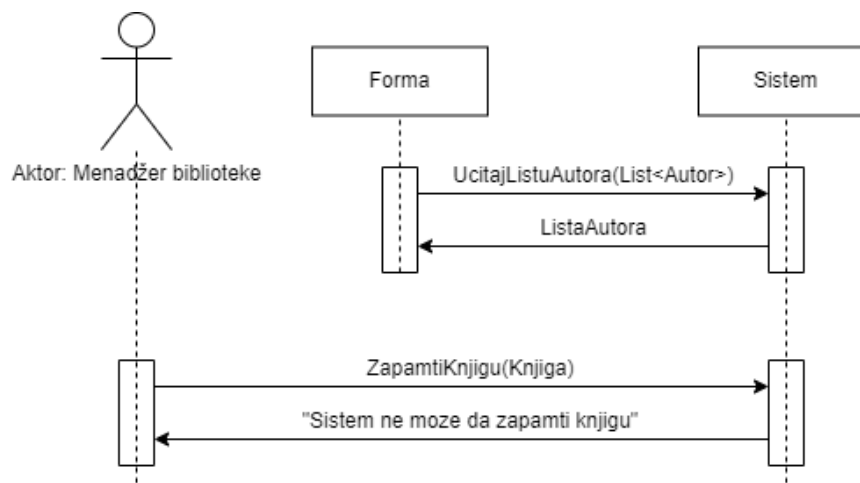 Forma
Sistem
Aktor: Menadžer biblioteke
UcitajListuAutora(List<Autor>)
ListaAutora
ZapamtiKnjigu(Knjiga)
"Sistem ne moze da zapamti knjigu"